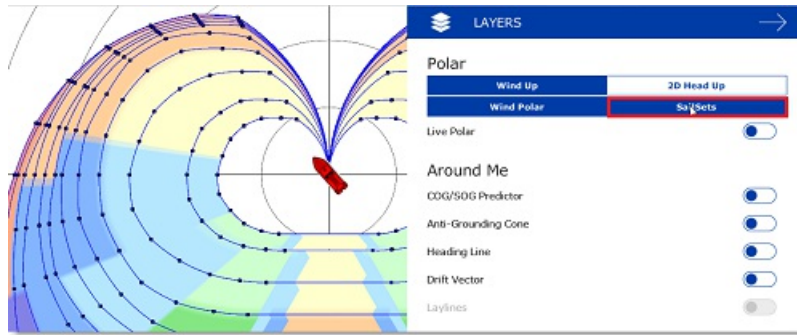 LAYERS
Polar
Wind Up
2D Head Up
Wind Polar
SailSets
Live Polar
Around Me
COG/SOG Predictor
Anti-Grounding Cone
Heading Line
Drift Vector
Laylines